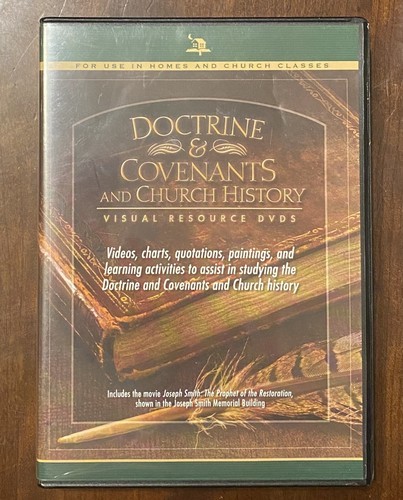 FOR USE IN HOMES AND CHURCH CLASSES
DOCTRINE
&
COVENANTS
AND CHURCH HISTORY
VISUAL RESOURCE DVDS
Videos, charts, quotations, paintings, and
learning activities to assist in studying the
Doctrine and Covenants and Church history
Includes the movie Joseph Smith: The Prophet of the Restoration,
shown in the Joseph Smith Memorial Building